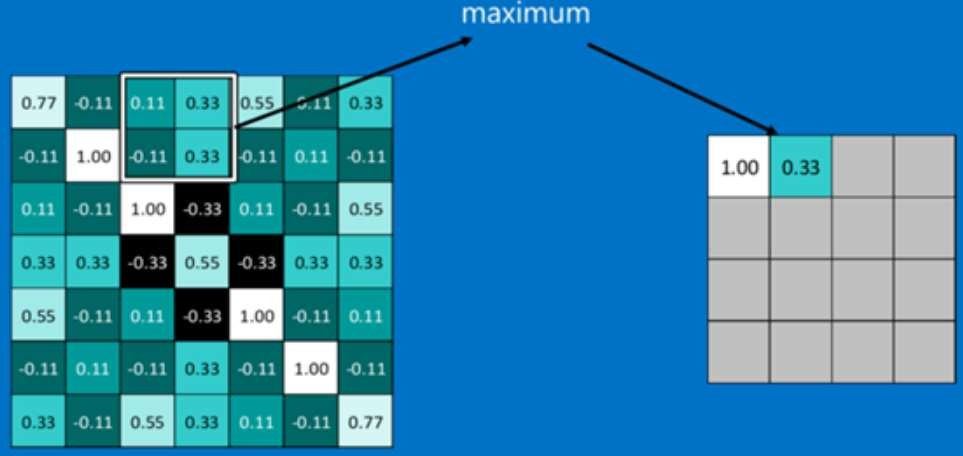 maximum
0.77 -0.11 0.11 0.33 0.55 -0.11 0.33
-0.11 1.00 -0.11 0.33 -0.11 0.11 -0.11
0.11 -0.11 1.00 -0.33 0.11 -0.11 0.55
0.33 0.33 -0.33 0.55 -0.33 0.33 0.33
0.55 -0.11 0.11 -0.33 1.00 -0.11 0.11
-0.11 0.11 -0.11 0.33 -0.11 1.00 -0.11
0.33 -0.11 0.55 0.33 0.11 -0.11 0.77
1.00 0.33